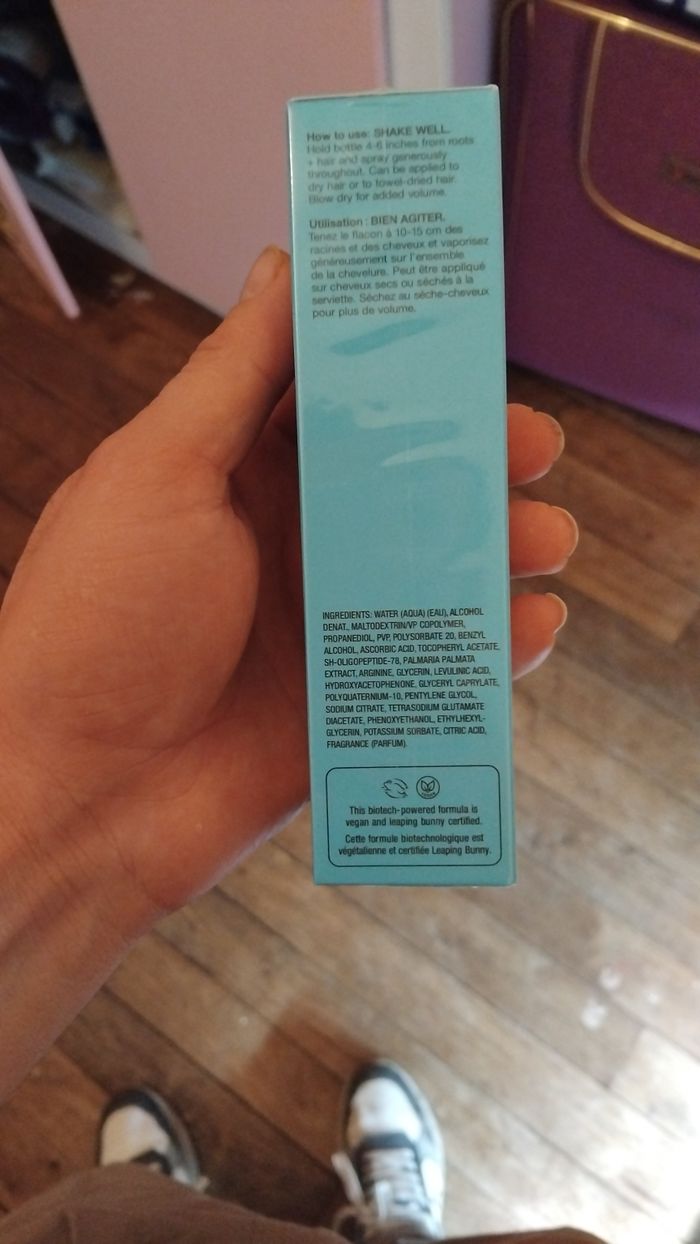 How to use: SHAKE WELL.
Hold bottle 4-6 inches from roots
+ hair and spray generously
throughout. Can be applied to
dry hair or to towel-dried hair.
Blow dry for added volume.
Utilisation : BIEN AGITER.
Tenez le flacon à 10-15 cm des
racines et des cheveux et vaporisez
généreusement sur l'ensemble
de la chevelure. Peut être appliqué
sur cheveux secs ou séchés à la
serviette. Séchez au sèche-cheveux
pour plus de volume.
INGREDIENTS: WATER (AQUA) (EAU), ALCOHOL
DENAT., MALTODEXTRIN/VP COPOLYMER,
PROPANEDIOL, PVP, POLYSORBATE 20, BENZYL
ALCOHOL, ASCORBIC ACID, TOCOPHERYL ACETATE,
SH-OLIGOPEPTIDE-78, PALMARIA PALMATA
EXTRACT, ARGININE, GLYCERIN, LEVULINIC ACID,
HYDROXYACETOPHENONE, GLYCERYL CAPRYLATE,
POLYQUATERNIUM-10, PENTYLENE GLYCOL,
SODIUM CITRATE, TETRASODIUM GLUTAMATE
DIACETATE, PHENOXYETHANOL, ETHYLHEXYL-
GLYCERIN, POTASSIUM SORBATE, CITRIC ACID,
FRAGRANCE (PARFUM).
This biotech-powered formula is
vegan and leaping bunny certified.
Cette formule biotechnologique est
végétalienne et certifiée Leaping Bunny.